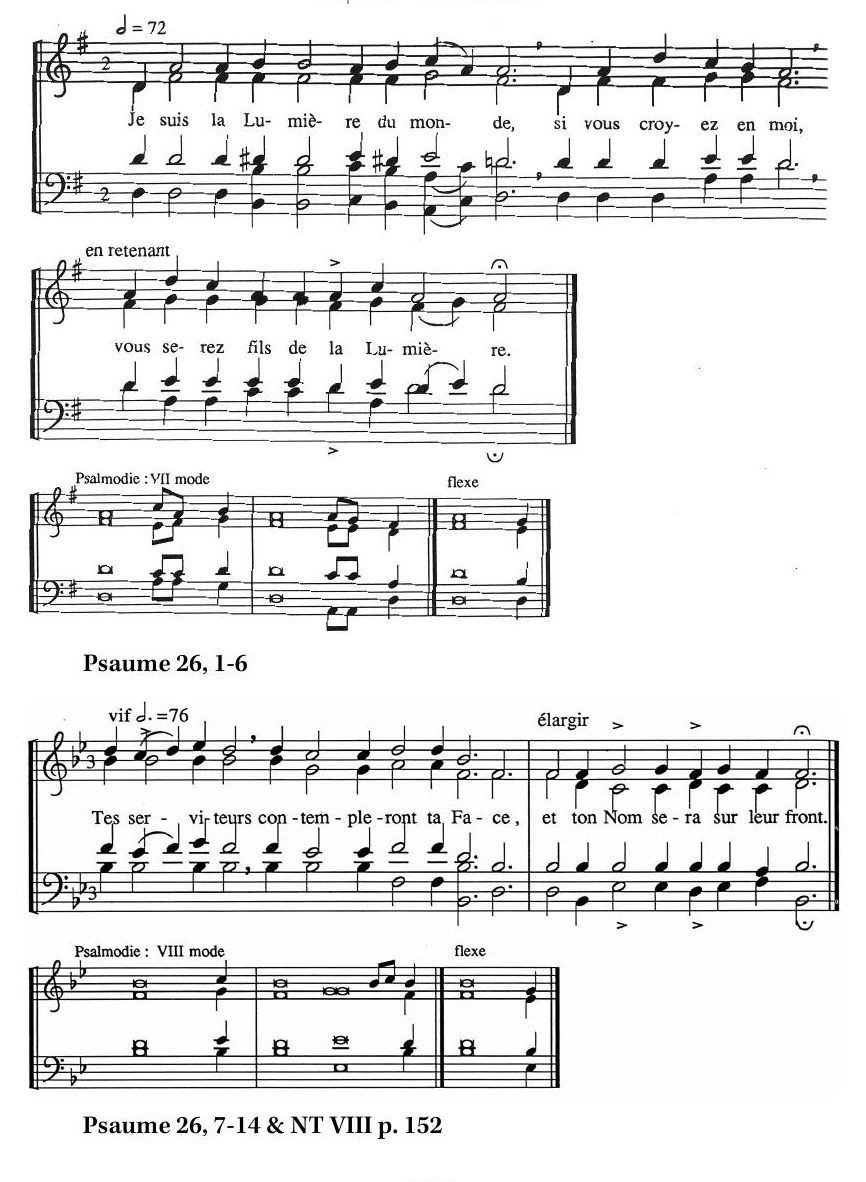 𝅗𝅥 = 72
Je suis la Lu- miè- re du mon- de, si vous croy- ez en moi,
en retenant
vous se- rez fils de la Lu- miè- re.
Psalmodie : VII mode
flexe
Psaume 26, 1-6
vif 𝅗𝅥. =76
élargir
Tes ser - vi- teurs con - tem - ple - ront ta Fa - ce, et ton Nom se - ra sur leur front.
Psalmodie : VIII mode
flexe
Psaume 26, 7-14 & NT VIII p. 152